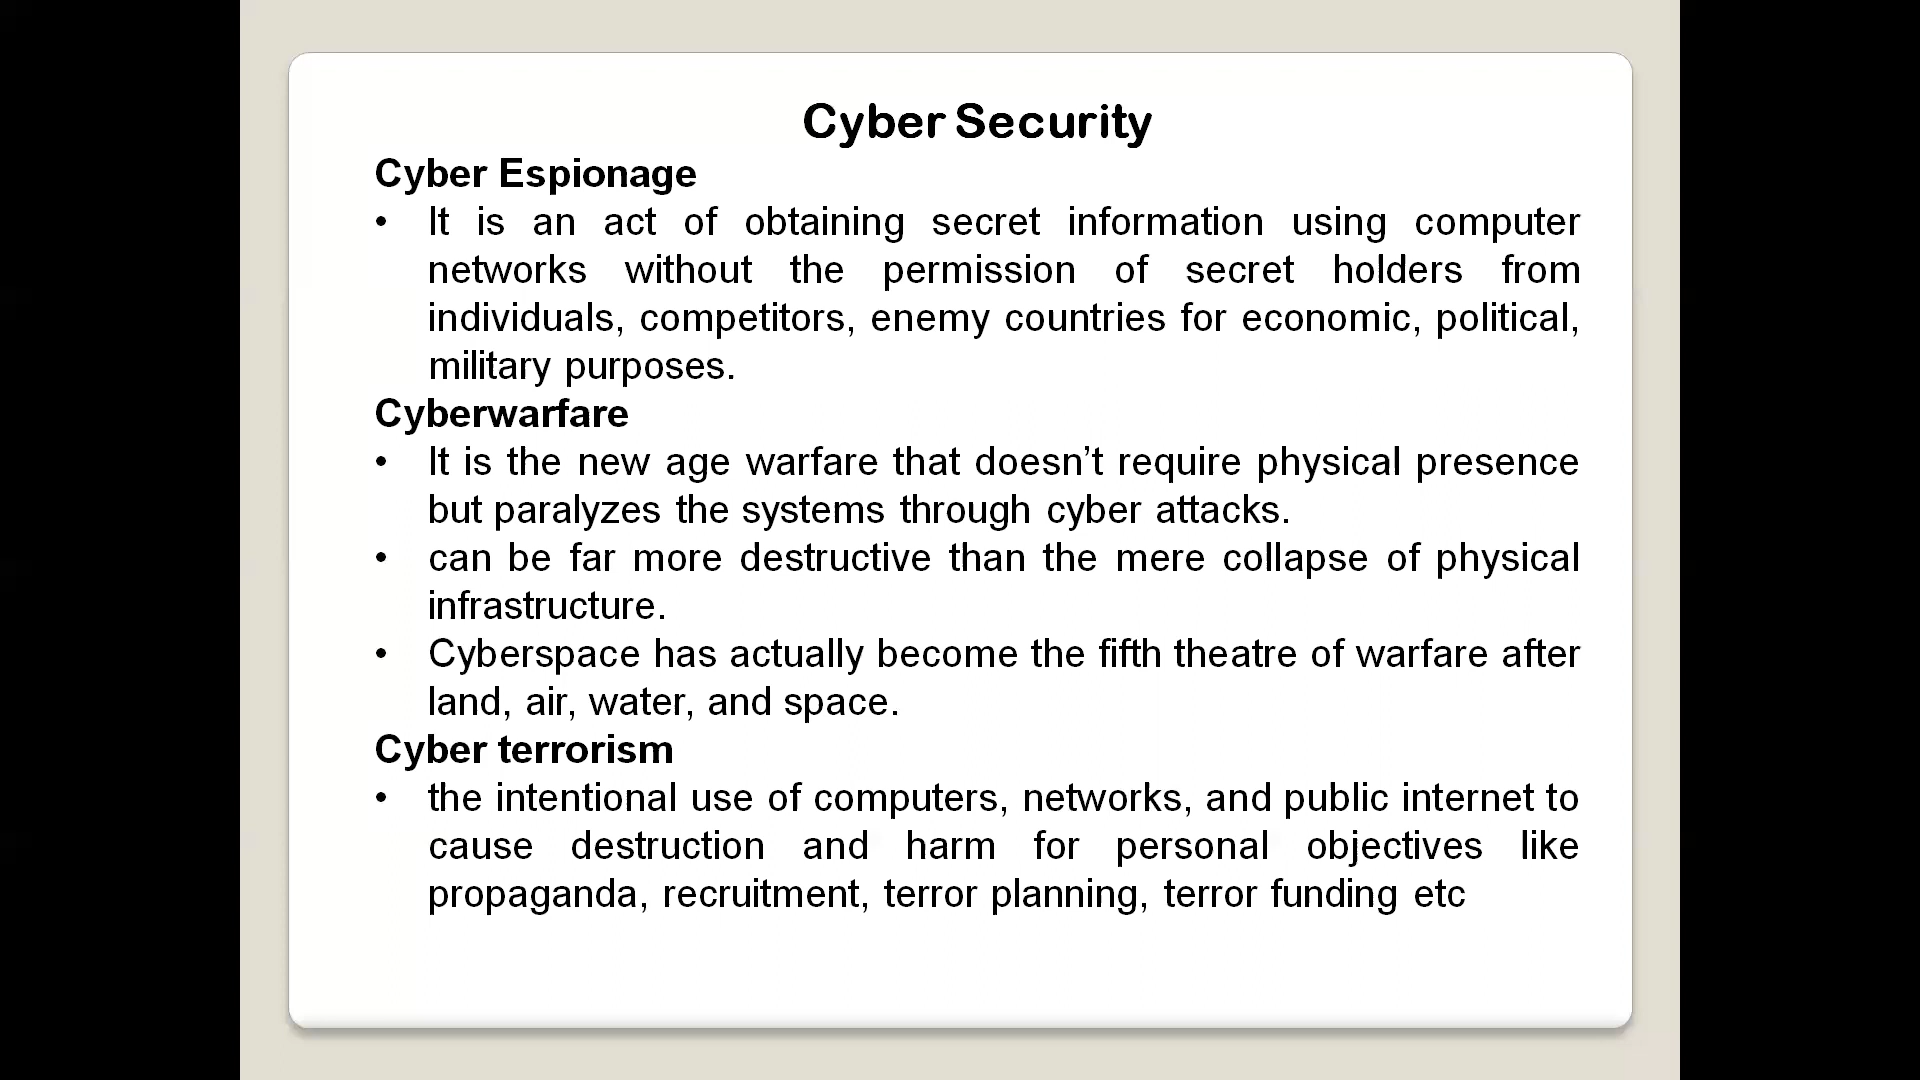 Cyber Security
Cyber Espionage
• It is an act of obtaining secret information using computer
networks without the permission of secret holders from
individuals, competitors, enemy countries for economic, political,
military purposes.
Cyberwarfare
• It is the new age warfare that doesn’t require physical presence
but paralyzes the systems through cyber attacks.
• can be far more destructive than the mere collapse of physical
infrastructure.
• Cyberspace has actually become the fifth theatre of warfare after
land, air, water, and space.
Cyber terrorism
• the intentional use of computers, networks, and public internet to
cause destruction and harm for personal objectives like
propaganda, recruitment, terror planning, terror funding etc